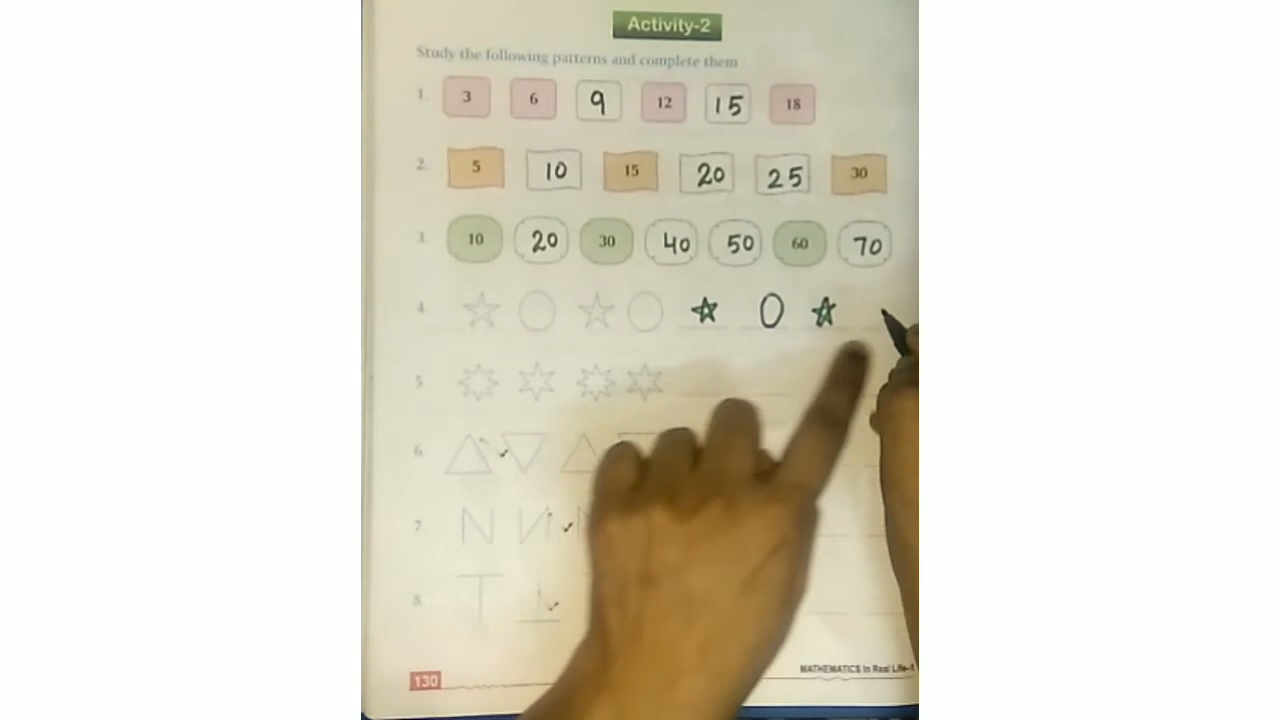 Activity-2
Study the following patterns and complete them
1. 3 6 9 12 15 18
2. 5 10 15 20 25 30
3. 10 20 30 40 50 60 70
4.
5.
6.
7. N
8. T
130
MATHEMATICS in Real Life-1